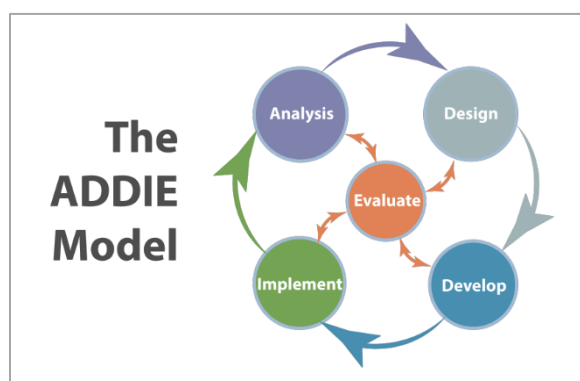 The
ADDIE
Model
Analysis
Design
Evaluate
Implement
Develop